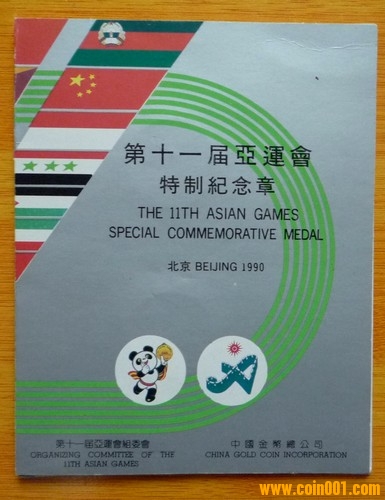 第十一届亞運會
特制紀念章
THE 11TH ASIAN GAMES
SPECIAL COMMEMORATIVE MEDAL
北京 BEIJING 1990
第十一届亞運會組委會
ORGANIZING COMMITTEE OF THE
11TH ASIAN GAMES
中國金幣總公司
CHINA GOLD COIN INCORPORATION
www.coin001.com